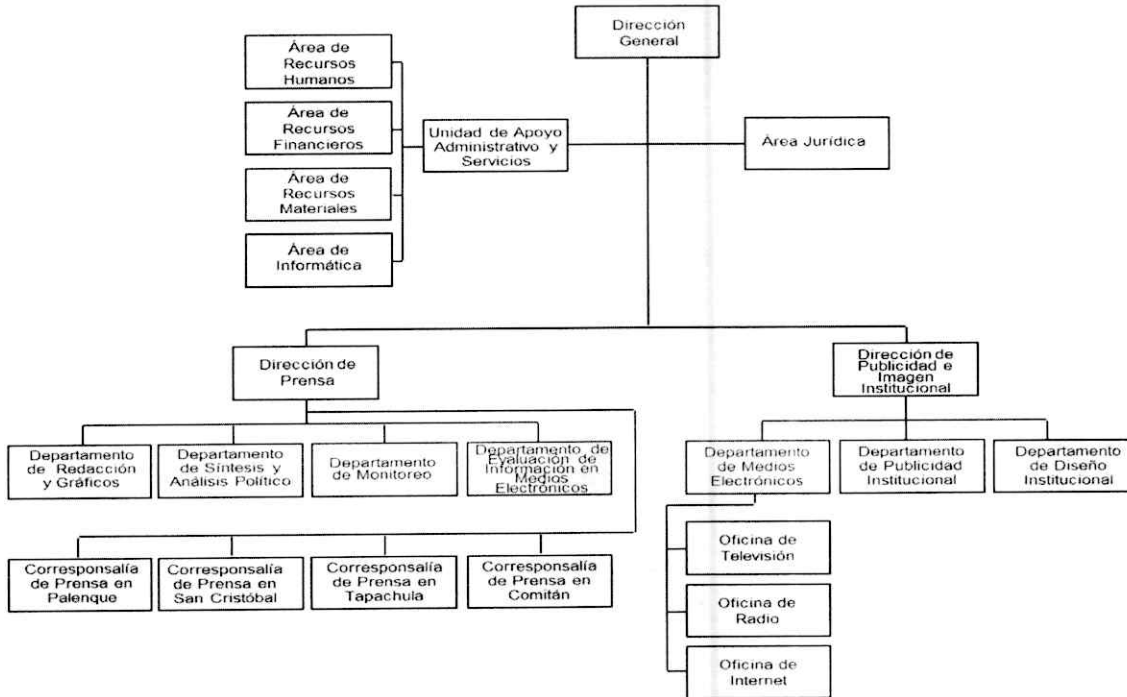 Dirección
General
Área de
Recursos
Humanos
Área de
Recursos
Financieros
Unidad de Apoyo
Administrativo y
Servicios
Área Jurídica
Área de
Recursos
Materiales
Área de
Informática
Dirección de
Prensa
Dirección de
Publicidad e
Imagen
Institucional
Departamento
de Redacción
y Gráficos
Departamento
de Síntesis y
Análisis Político
Departamento
de Monitoreo
Departamento de
Evaluación de
Información en
Medios
Electrónicos
Departamento
de Medios
Electrónicos
Departamento
de Publicidad
Institucional
Departamento
de Diseño
Institucional
Corresponsalía
de Prensa en
Palenque
Corresponsalía
de Prensa en
San Cristóbal
Corresponsalía
de Prensa en
Tapachula
Corresponsalía
de Prensa en
Comitán
Oficina de
Televisión
Oficina de
Radio
Oficina de
Internet